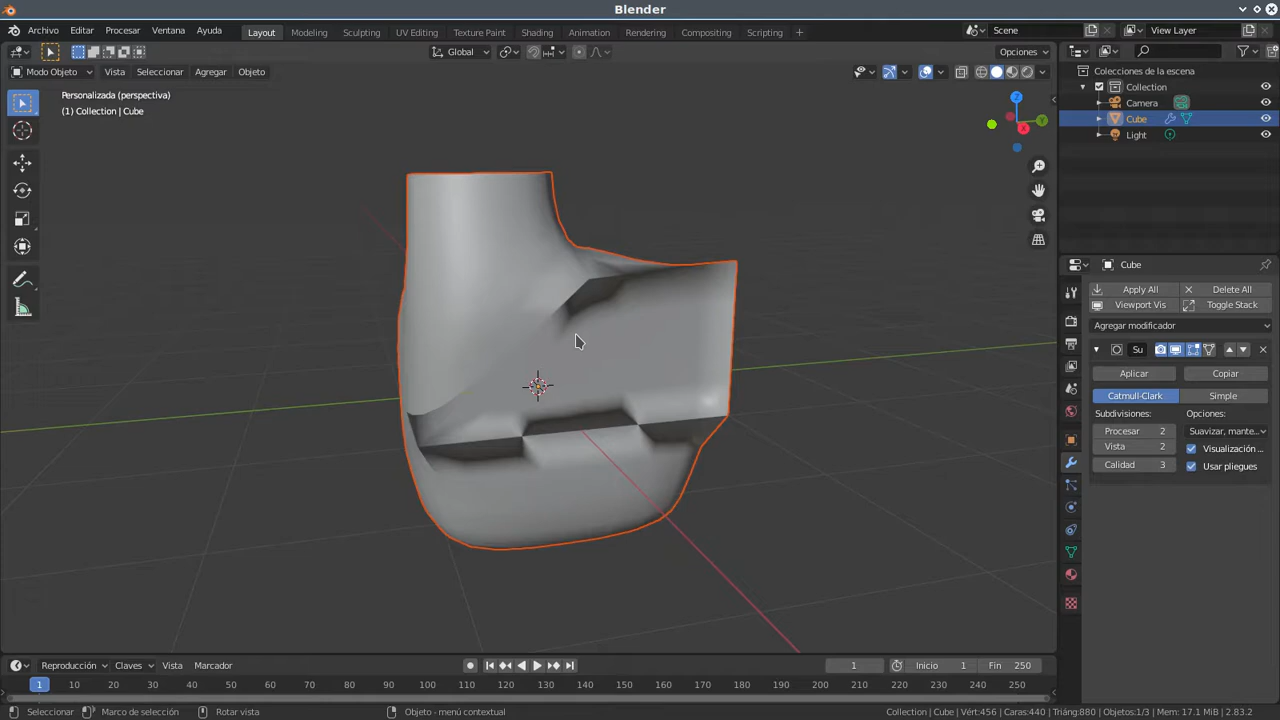 Blender
Archivo Editar Procesar Ventana Ayuda Layout Modeling Sculpting UV Editing Texture Paint Shading Animation Rendering Compositing Scripting + Scene View Layer
Global Opciones
Modo Objeto Vista Seleccionar Agregar Objeto
Personalizada (perspectiva)
(1) Collection | Cube
Z
Y
X
Colecciones de la escena
Collection
Camera
Cube
Light
Cube
Apply All Delete All
Viewport Vis Toggle Stack
Agregar modificador
Su
Aplicar Copiar
Catmull-Clark Simple
Subdivisiones: Opciones:
Procesar 2 Suavizar, mante...
Vista 2 Visualización ...
Calidad 3 Usar pliegues
Reproducción Claves Vista Marcador 1 Inicio 1 Fin 250
1 10 20 30 40 50 60 70 80 90 100 110 120 130 140 150 160 170 180 190 200 210 220 230 240 250
Seleccionar Marco de selección Rotar vista Objeto - menú contextual Collection | Cube | Vért:456 | Caras:440 | Triáng:880 | Objetos:1/3 | Mem: 17.1 MiB | 2.83.2